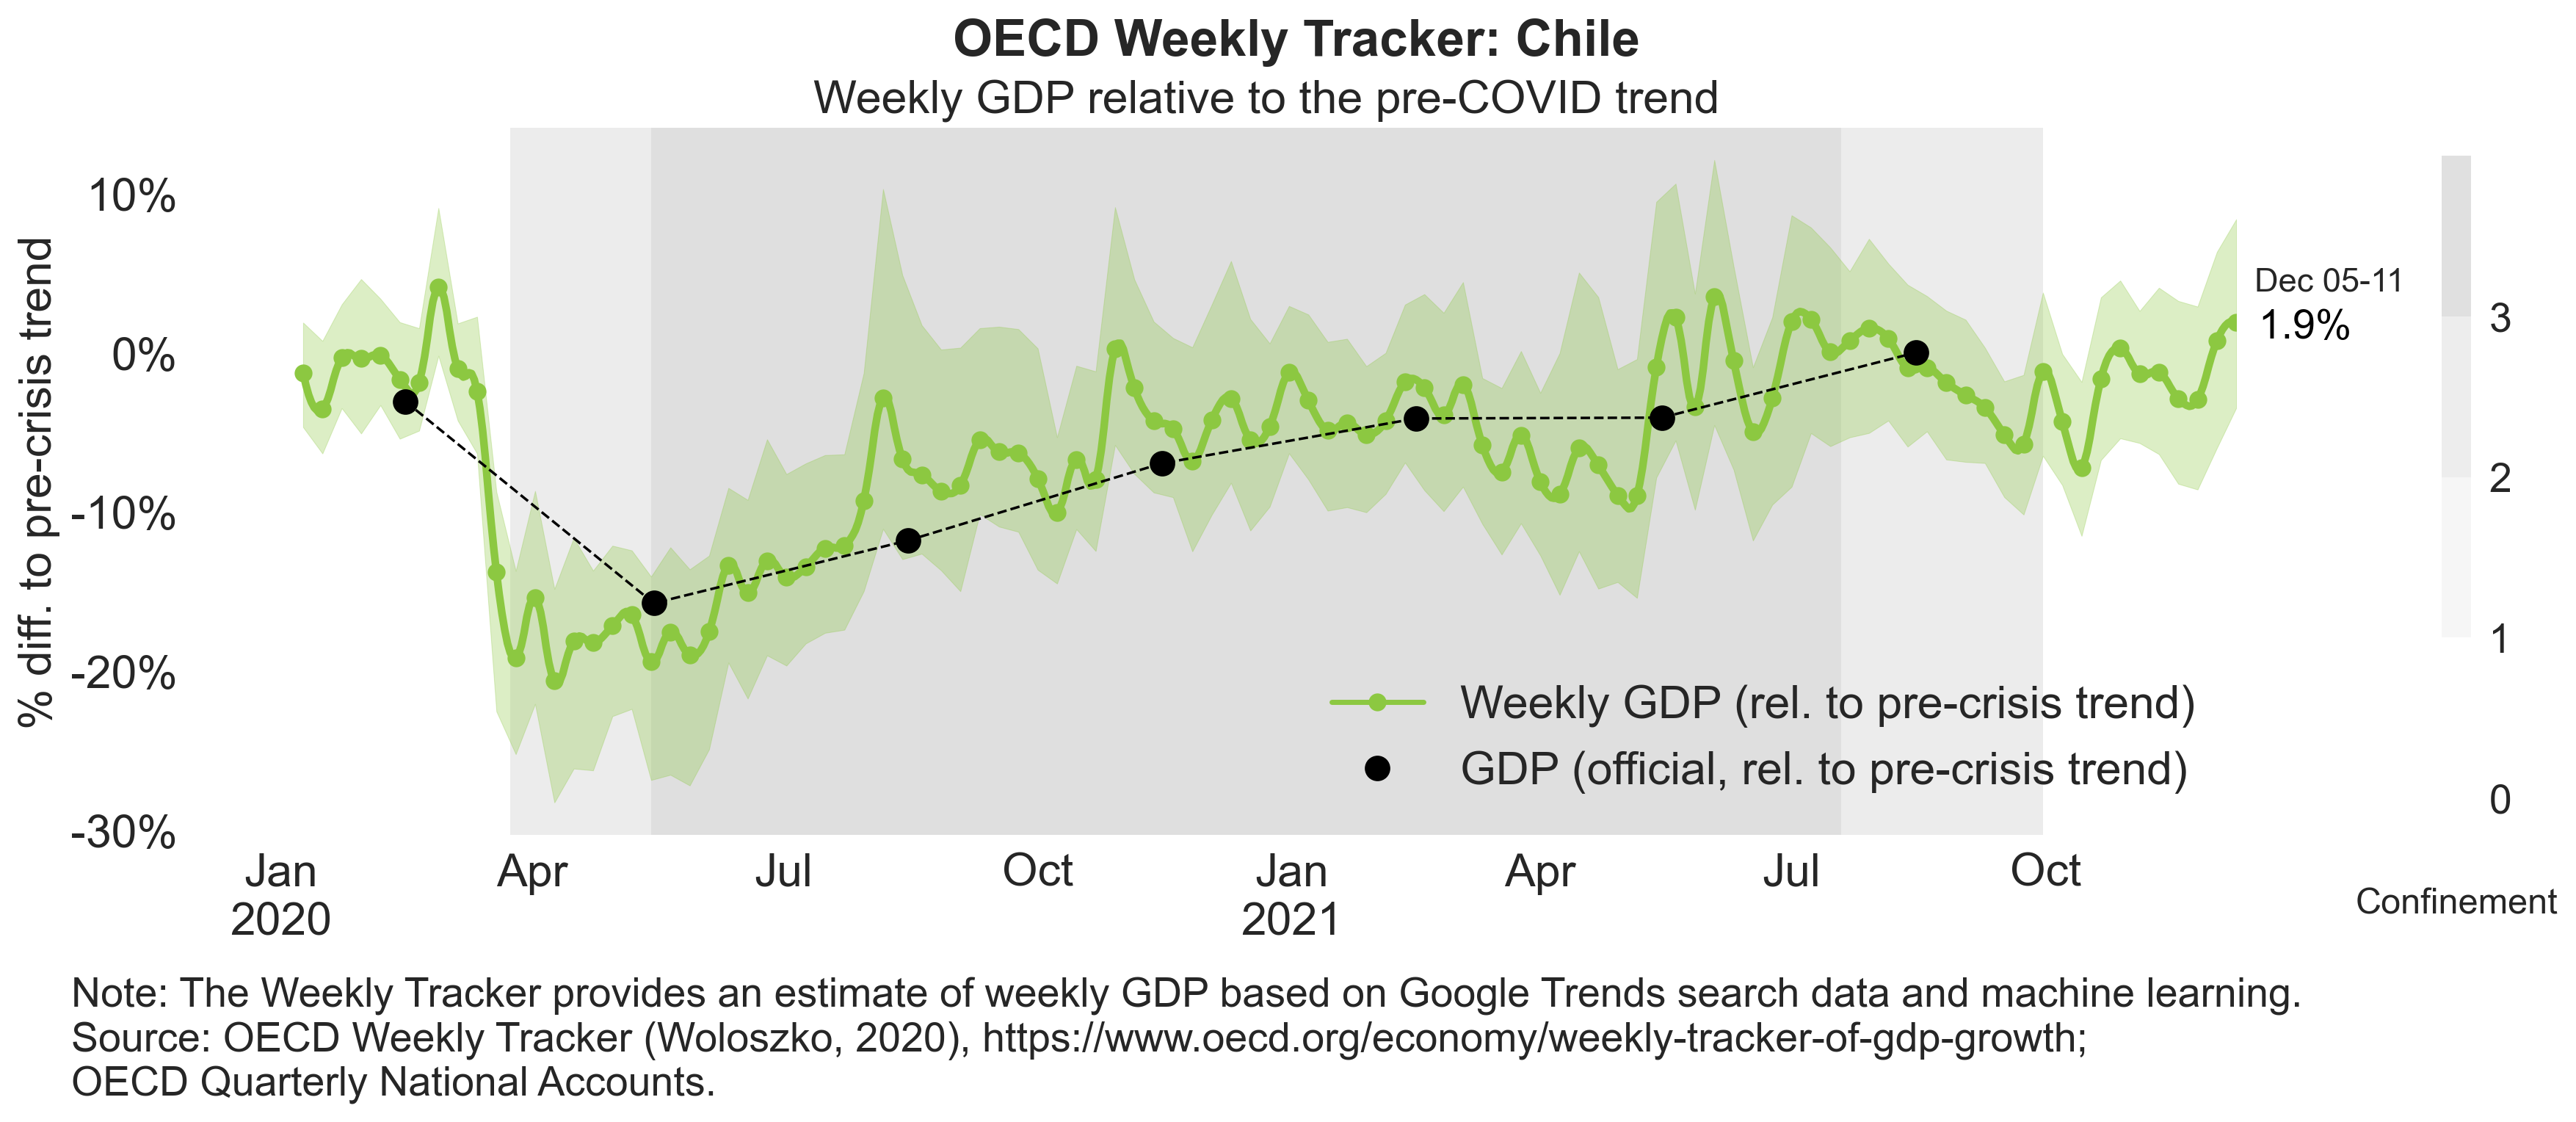 OECD Weekly Tracker: Chile
Weekly GDP relative to the pre-COVID trend
% diff. to pre-crisis trend
10%
0%
-10%
-20%
-30%
Dec 05-11
1.9%
3
2
1
0
Confinement
Weekly GDP (rel. to pre-crisis trend)
GDP (official, rel. to pre-crisis trend)
Jan Apr Jul Oct Jan Apr Jul Oct
2020 2021
Note: The Weekly Tracker provides an estimate of weekly GDP based on Google Trends search data and machine learning.
Source: OECD Weekly Tracker (Woloszko, 2020), https://www.oecd.org/economy/weekly-tracker-of-gdp-growth;
OECD Quarterly National Accounts.